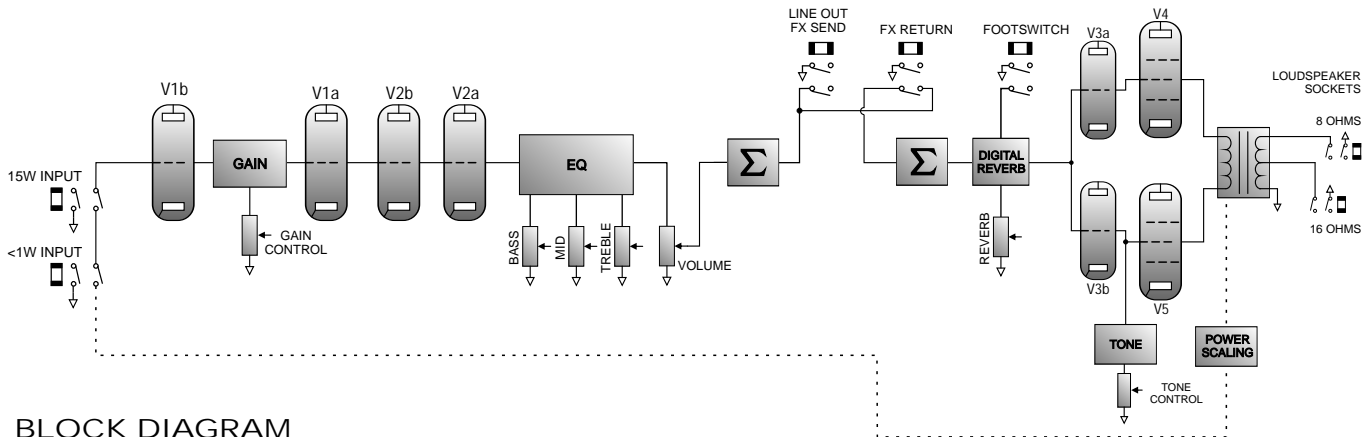 LINE OUT
FX SEND
FX RETURN
FOOTSWITCH
V3a
V4
LOUDSPEAKER
SOCKETS
8 OHMS
16 OHMS
V1b
V1a
V2b
V2a
15W INPUT
<1W INPUT
GAIN
GAIN
CONTROL
EQ
BASS
MID
TREBLE
VOLUME
Σ
Σ
DIGITAL
REVERB
REVERB
V3b
V5
TONE
TONE
CONTROL
POWER
SCALING
BLOCK DIAGRAM